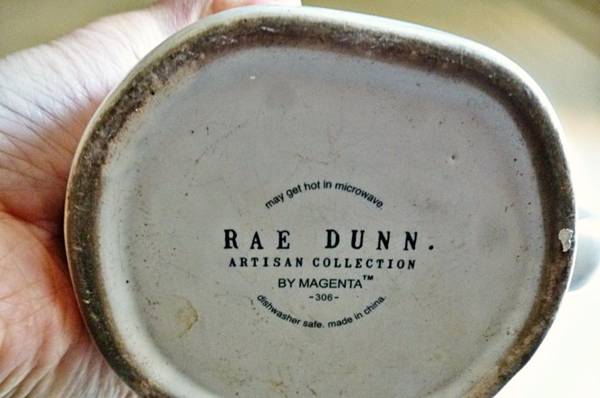 may get hot in microwave.
RAE DUNN.
ARTISAN COLLECTION
BY MAGENTA™
-306-
dishwasher safe. made in china.